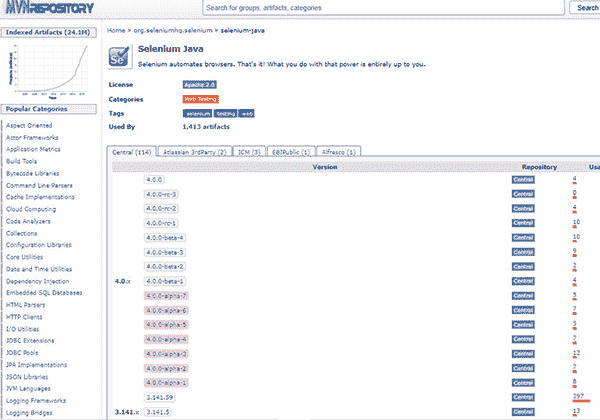 MVNREPOSITORY
Search for groups, artifacts, categories
Search
Indexed Artifacts (24.1M)
Popular Categories
Aspect Oriented
Actor Frameworks
Application Metrics
Build Tools
Bytecode Libraries
Command Line Parsers
Cache Implementations
Cloud Computing
Code Analyzers
Collections
Configuration Libraries
Core Utilities
Date and Time Utilities
Dependency Injection
Embedded SQL Databases
HTML Parsers
HTTP Clients
I/O Utilities
JDBC Extensions
JDBC Pools
JPA Implementations
JSON Libraries
JVM Languages
Logging Frameworks
Logging Bridges
Home » org.seleniumhq.selenium » selenium-java
Se
Selenium Java
Selenium automates browsers. That's it! What you do with that power is entirely up to you.
License Apache 2.0
Categories Web Testing
Tags selenium testing web
Used By 1,413 artifacts
Central (114) Atlassian 3rdParty (2) ICM (3) EBIPublic (1) Alfresco (1)
Version Repository Usa
4.0.0 Central 4
4.0.0-rc-3 Central 0
4.0.0-rc-2 Central 4
4.0.0-rc-1 Central 10
4.0.0-beta-4 Central 10
4.0.0-beta-3 Central 9
4.0.0-beta-2 Central 2
4.0.x 4.0.0-beta-1 Central 4
4.0.0-alpha-7 Central 5
4.0.0-alpha-6 Central 7
4.0.0-alpha-5 Central
4.0.0-alpha-4 Central 2
4.0.0-alpha-3 Central 12
4.0.0-alpha-2 Central 7
4.0.0-alpha-1 Central 8
3.141.59 Central 397
3.141.x 3.141.5 Central 13